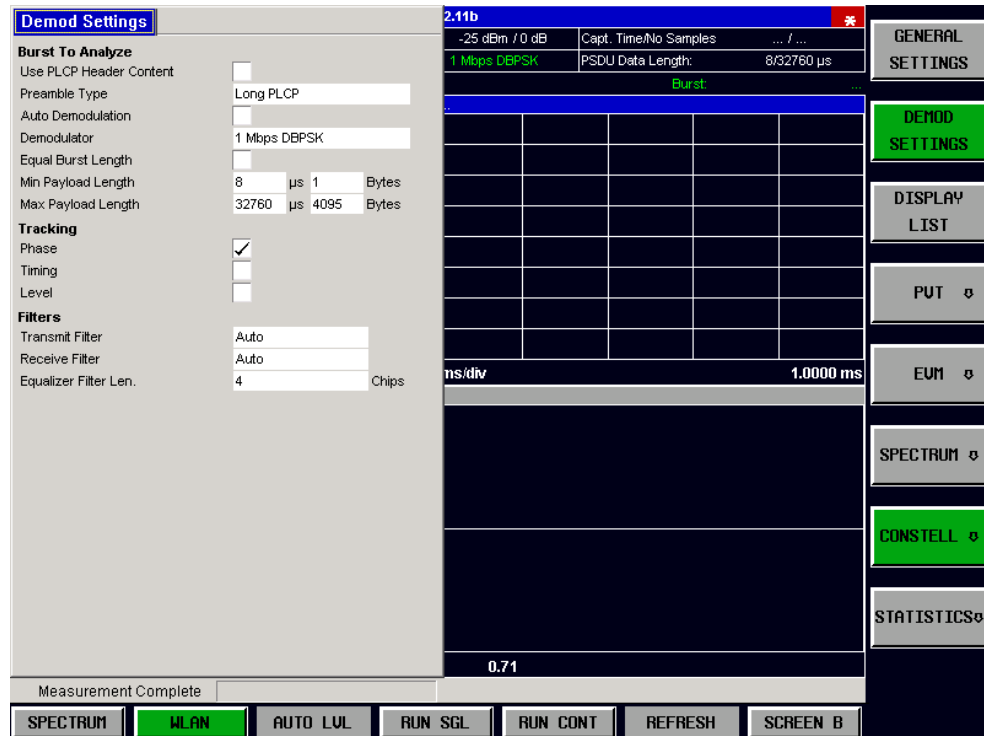 Demod Settings
Burst To Analyze
Use PLCP Header Content
Preamble Type Long PLCP
Auto Demodulation
Demodulator 1 Mbps DBPSK
Equal Burst Length
Min Payload Length 8 µs 1 Bytes
Max Payload Length 32760 µs 4095 Bytes
Tracking
Phase
Timing
Level
Filters
Transmit Filter Auto
Receive Filter Auto
Equalizer Filter Len. 4 Chips
2.11b
-25 dBm / 0 dB Capt. Time/No Samples ... / ...
1 Mbps DBPSK PSDU Data Length: 8/32760 µs
Burst: ...
ms/div 1.0000 ms
0.71
Measurement Complete
SPECTRUM WLAN AUTO LVL RUN SGL RUN CONT REFRESH SCREEN B
GENERAL
SETTINGS
DEMOD
SETTINGS
DISPLAY
LIST
PVT
EVM
SPECTRUM
CONSTELL
STATISTICS